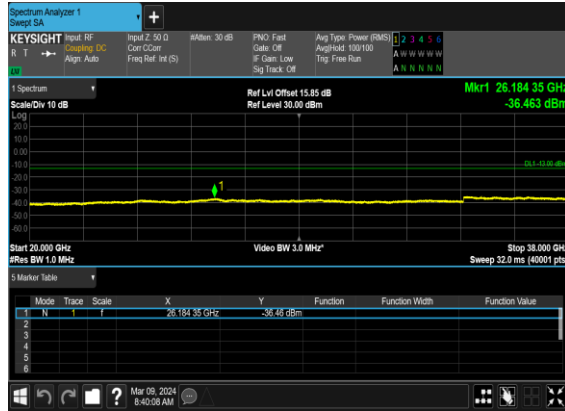 Spectrum Analyzer 1
Swept SA
+
KEYSIGHT
R T
LXI
Input: RF
Coupling: DC
Align: Auto
Input Z: 50 Ω
Corr CCorr
Freq Ref: Int (S)
#Atten: 30 dB
PNO: Fast
Gate: Off
IF Gain: Low
Sig Track: Off
Avg Type: Power (RMS)
Avg|Hold: 100/100
Trig: Free Run
1 2 3 4 5 6
A W W W W W
A N N N N N
1 Spectrum
Scale/Div 10 dB
Ref Lvl Offset 15.85 dB
Ref Level 30.00 dBm
Mkr1 26.184 35 GHz
-36.463 dBm
Log
20.0
10.0
0.00
-10.0
-20.0
-30.0
-40.0
-50.0
-60.0
DL1 -13.00 dBm
1
Start 20.000 GHz
#Res BW 1.0 MHz
Video BW 3.0 MHz*
Stop 38.000 GHz
Sweep 32.0 ms (40001 pts)
5 Marker Table
Mode Trace Scale X Y Function Function Width Function Value
1 N 1 f 26.184 35 GHz -36.46 dBm
2
3
4
5
6
?
Mar 09, 2024
8:40:08 AM